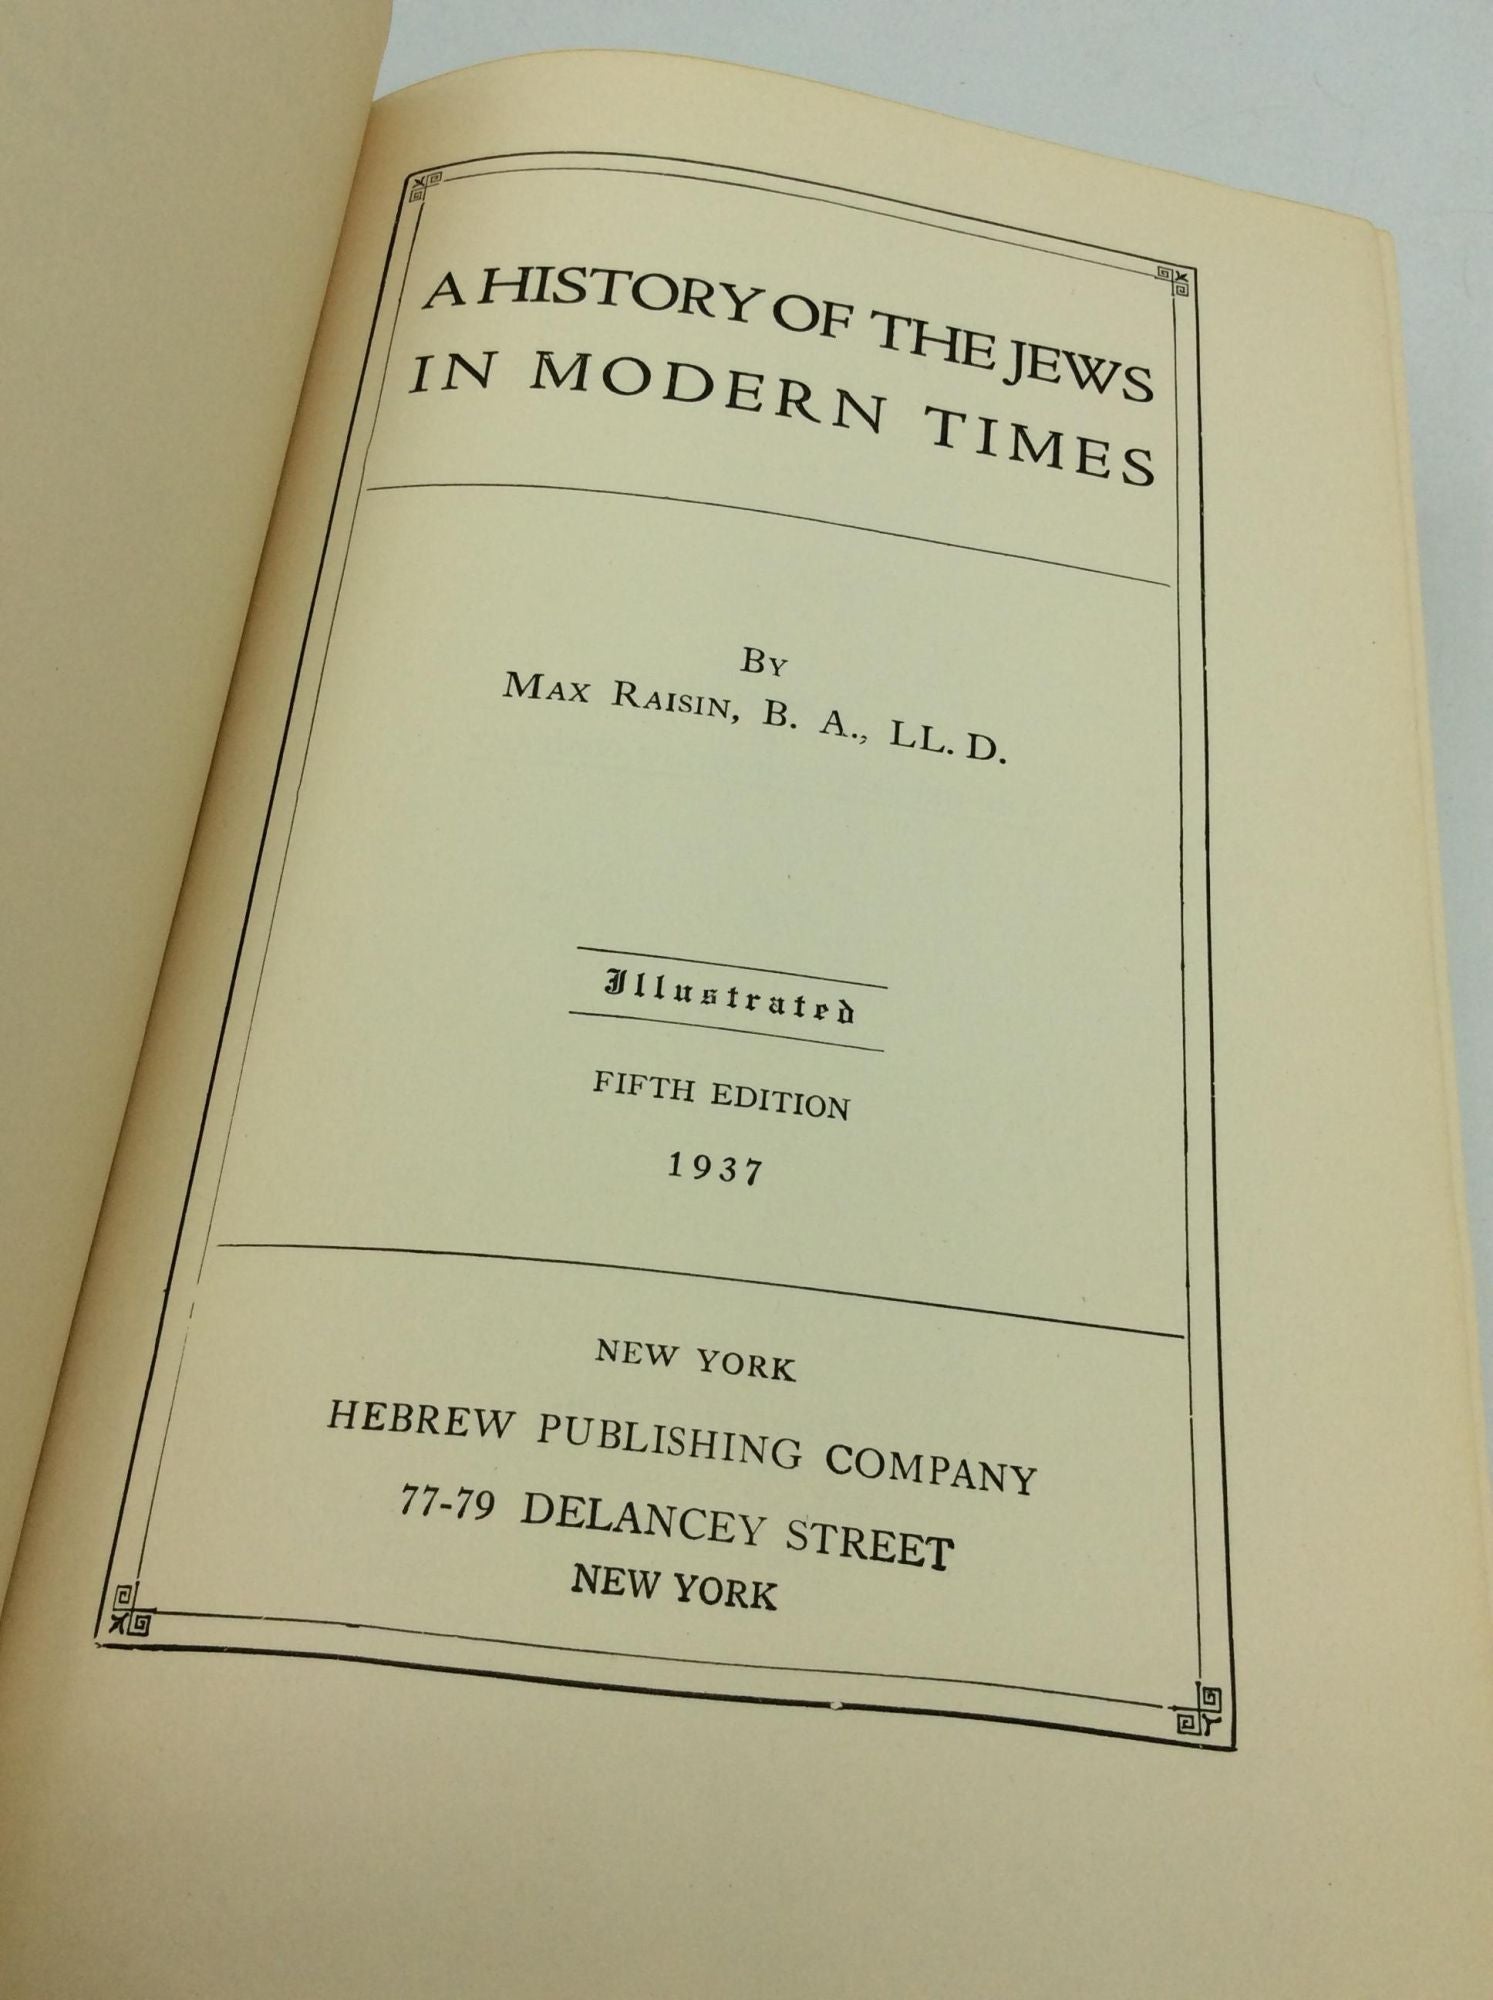 A HISTORY OF THE JEWS
IN MODERN TIMES
BY
MAX RAISIN, B. A., LL. D.
Illustrated
FIFTH EDITION
1937
NEW YORK
HEBREW PUBLISHING COMPANY
77-79 DELANCEY STREET
NEW YORK